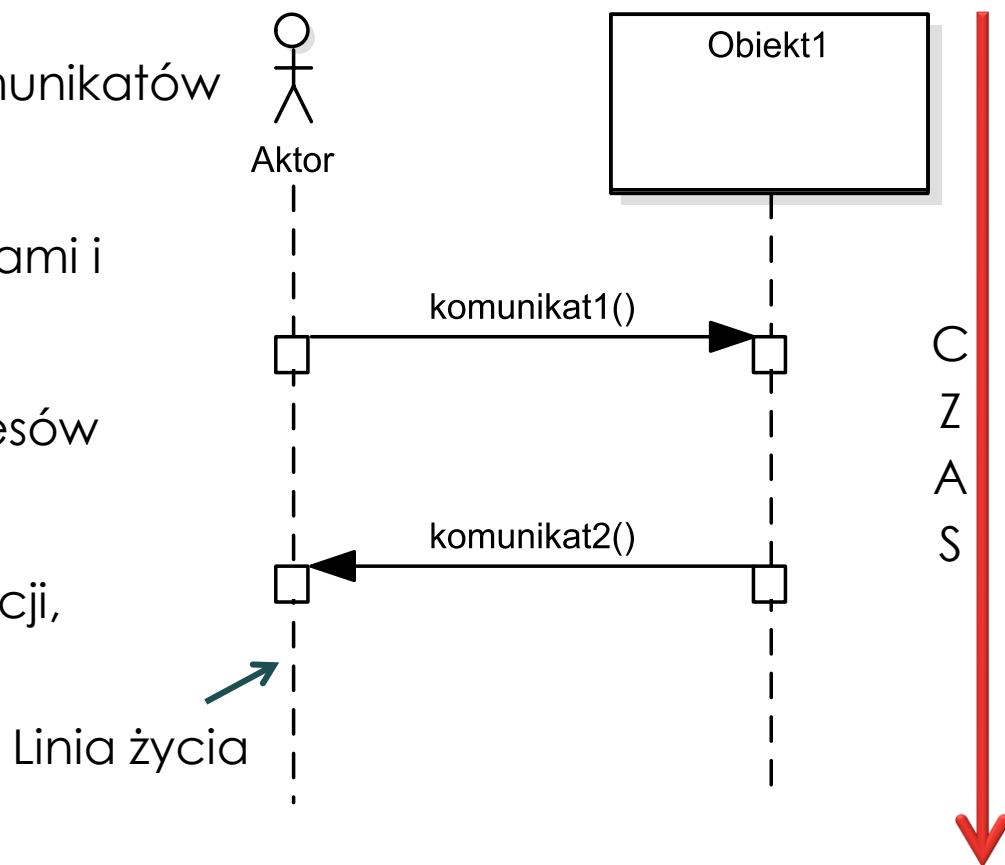 Obiekt1
munikatów
Aktor
ami i
komunikat1()
C
Z
A
S
esów
komunikat2()
cji,
Linia życia